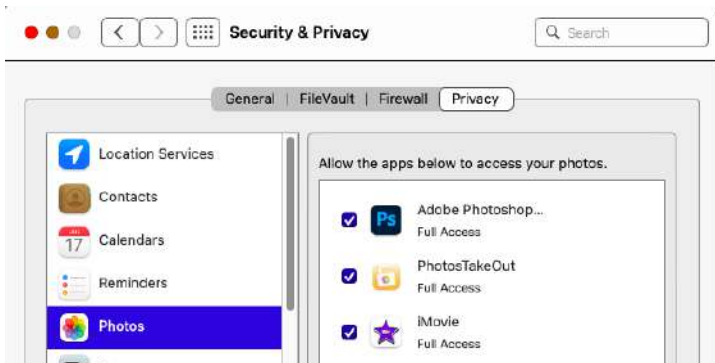 Security & Privacy
Search
General | FileVault | Firewall | Privacy
Location Services
Contacts
17
Calendars
Reminders
Photos
Allow the apps below to access your photos.
Ps
Adobe Photoshop...
Full Access
PhotosTakeOut
Full Access
iMovie
Full Access